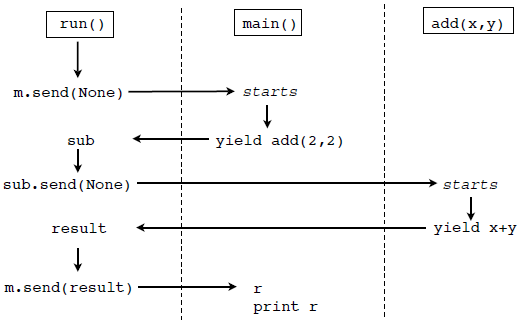 run() main() add(x,y)
m.send(None) starts
sub yield add(2,2)
sub.send(None) starts
result yield x+y
m.send(result) r
print r